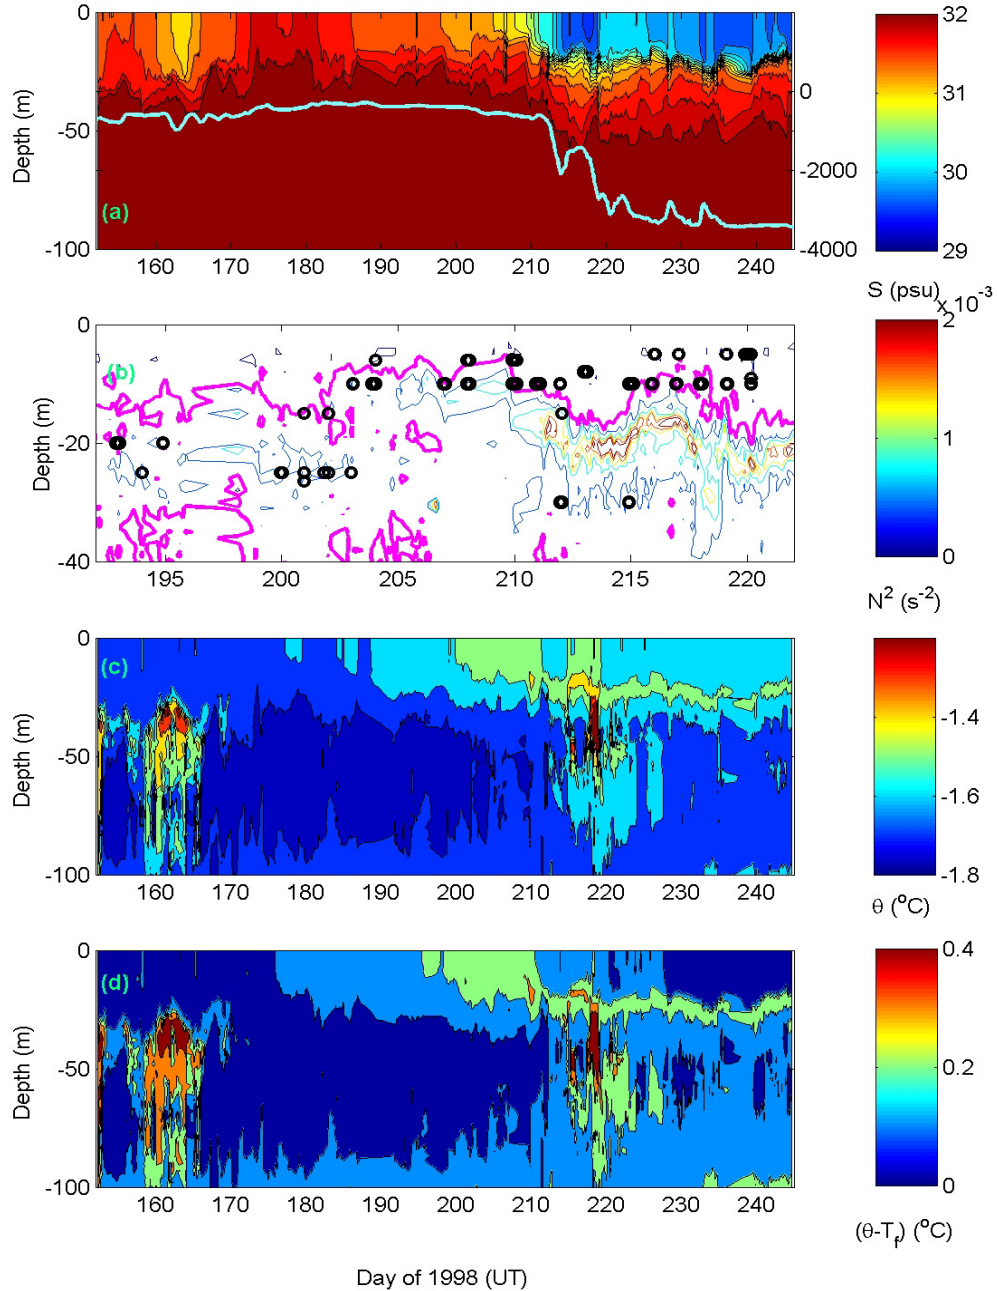 0
-50
-100
Depth (m)
(a)
0
-2000
-4000
160 170 180 190 200 210 220 230 240
32
31
30
29
S (psu)
x 10-3
0
-20
-40
Depth (m)
(b)
195 200 205 210 215 220
2
1
0
N2 (s-2)
0
-50
-100
Depth (m)
(c)
160 170 180 190 200 210 220 230 240
-1.4
-1.6
-1.8
θ (oC)
0
-50
-100
Depth (m)
(d)
160 170 180 190 200 210 220 230 240
0.4
0.2
0
(θ-Tf) (oC)
Day of 1998 (UT)